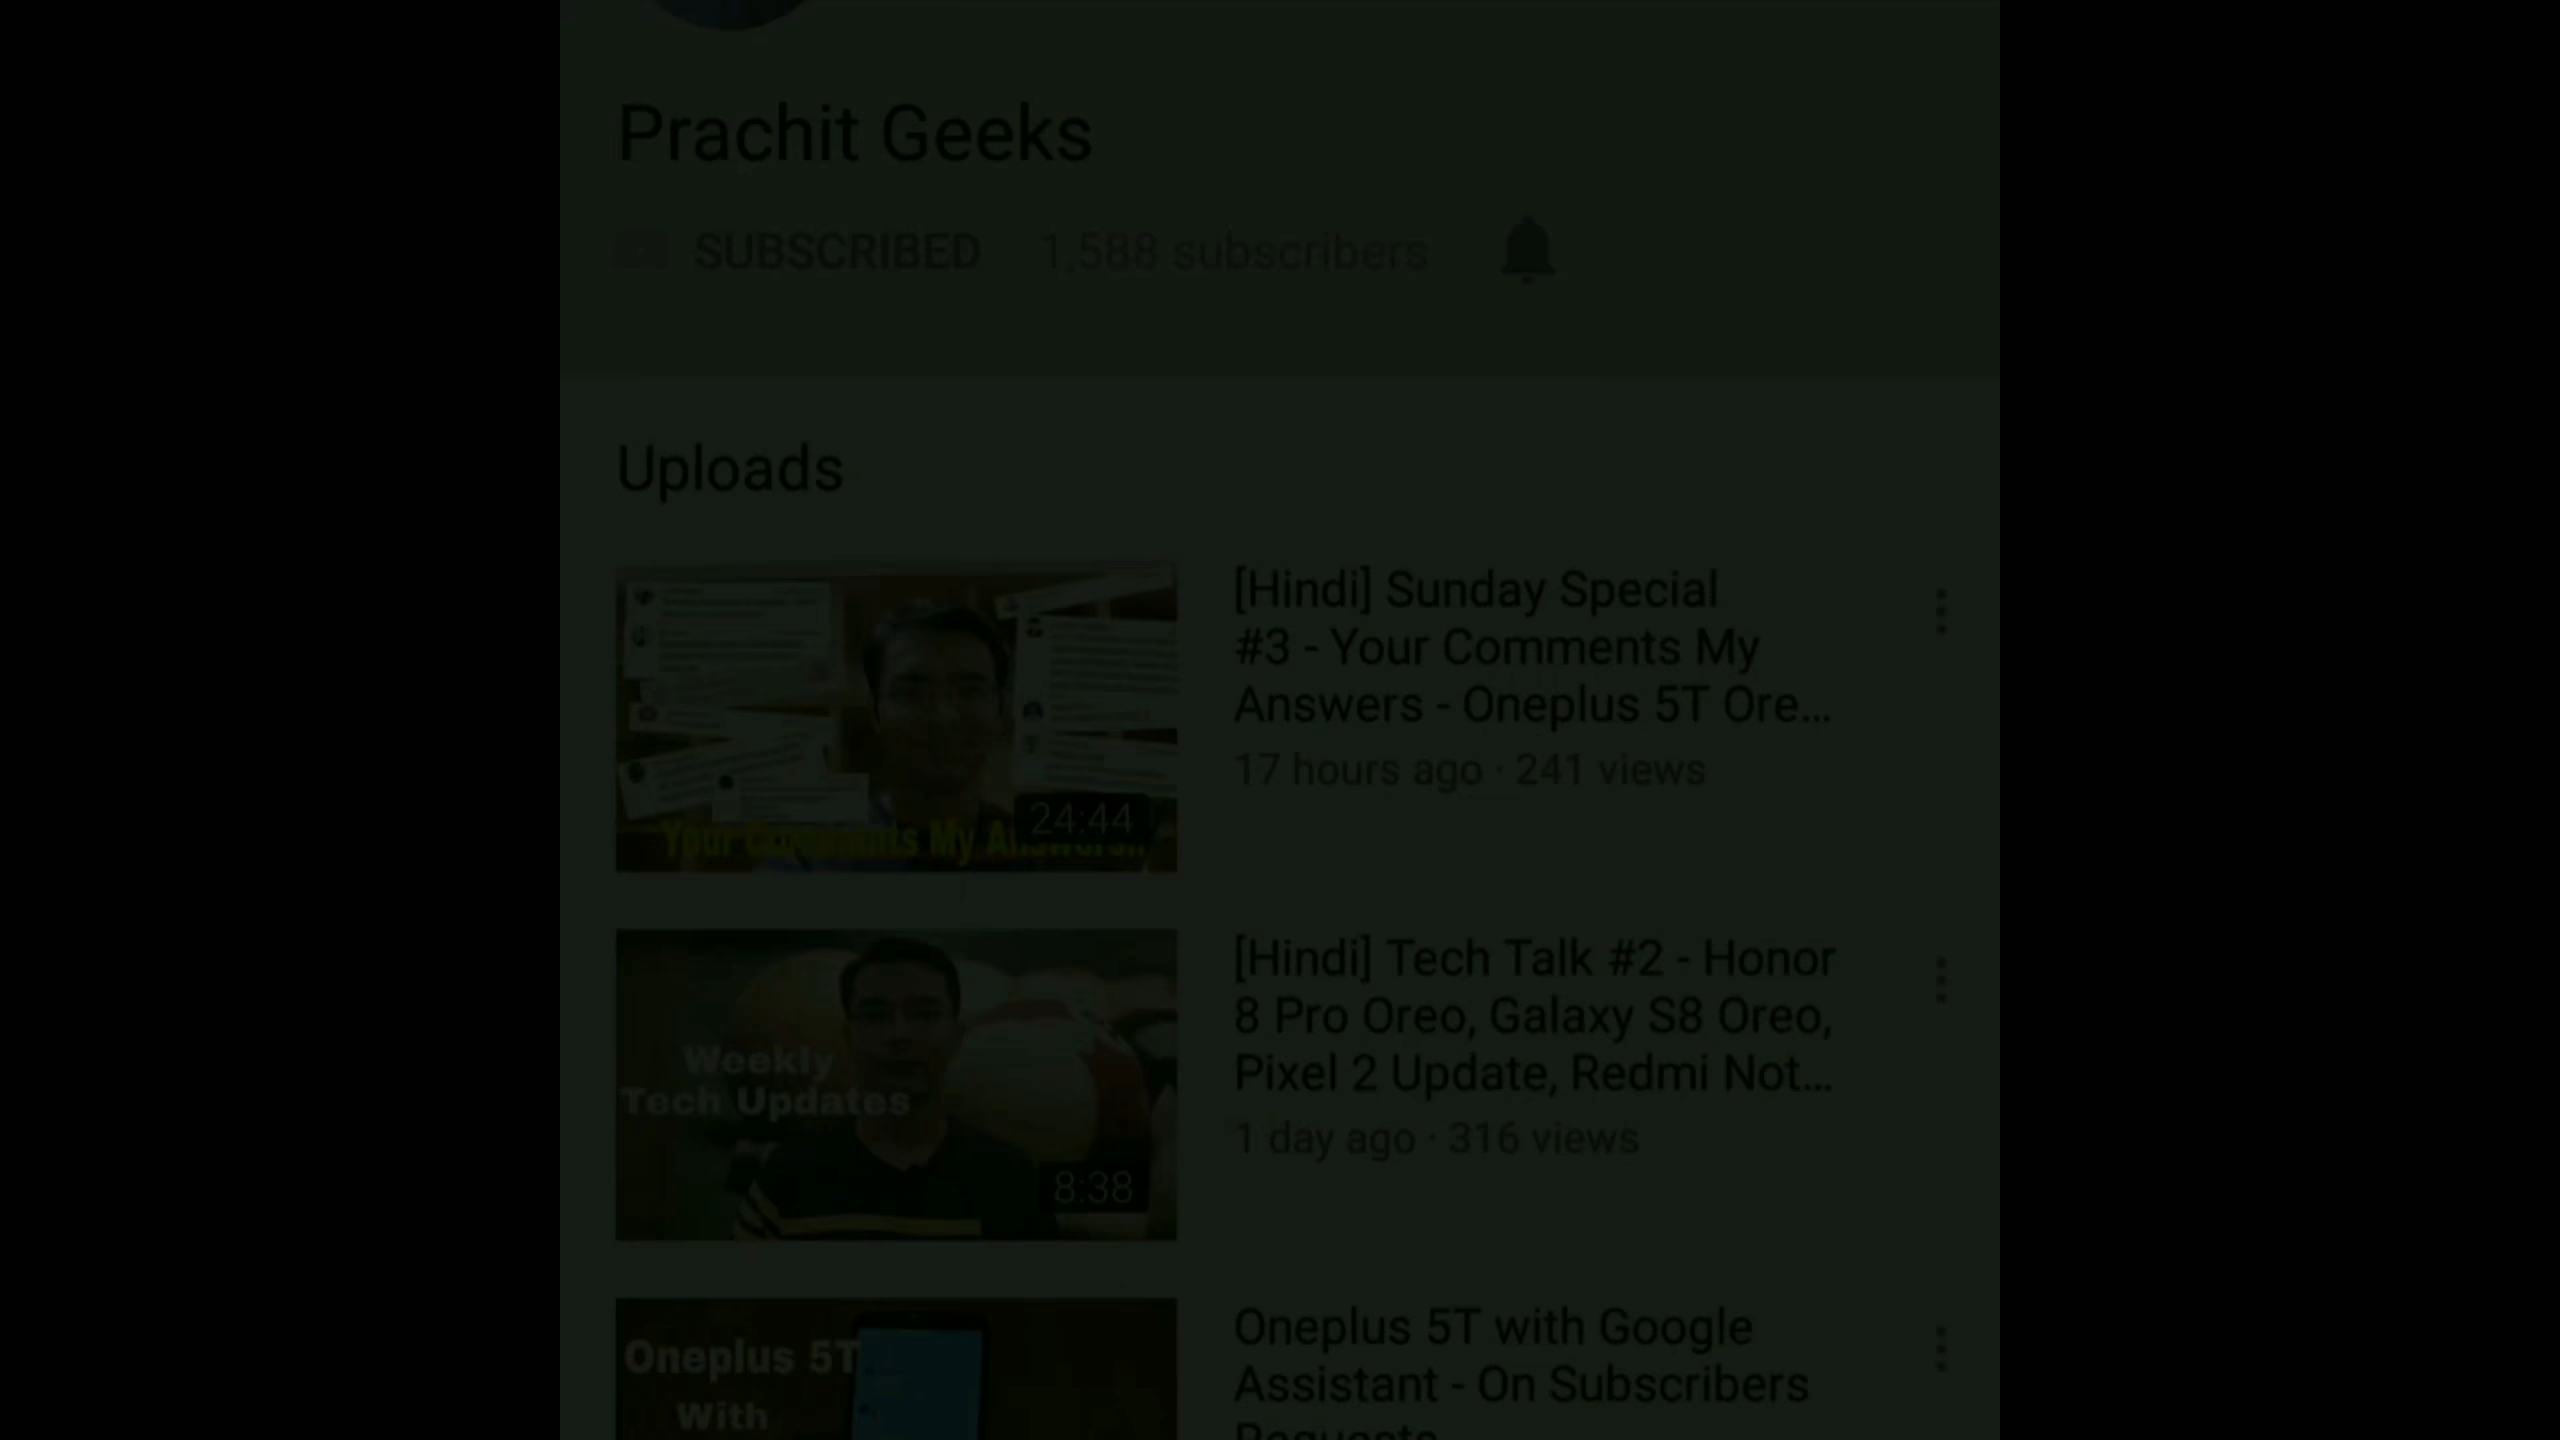 Prachit Geeks
SUBSCRIBED 1,588 subscribers
Uploads
[Hindi] Sunday Special
#3 - Your Comments My
Answers - Oneplus 5T Ore...
17 hours ago · 241 views
24:44
Your Comments My Answers!!
[Hindi] Tech Talk #2 - Honor
8 Pro Oreo, Galaxy S8 Oreo,
Pixel 2 Update, Redmi Not...
1 day ago · 316 views
Weekly
Tech Updates
8:38
Oneplus 5T with Google
Assistant - On Subscribers
Requests
Oneplus 5T
With